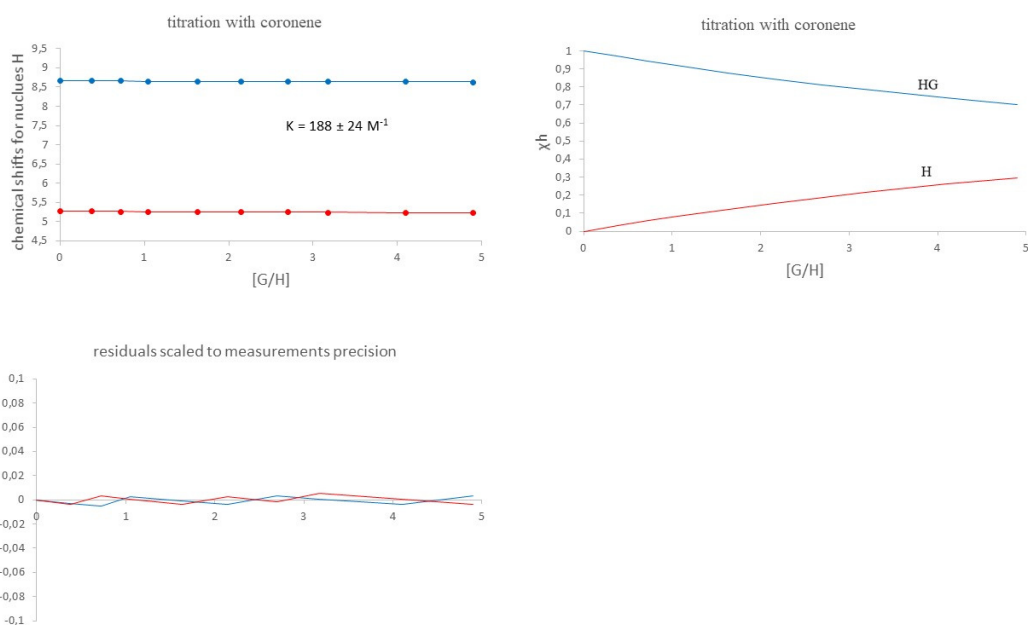 titration with coronene
9,5
9
8,5
8
7,5
7
6,5
6
5,5
5
4,5
chemical shifts for nuclues H
K = 188 ± 24 M-1
0 1 2 3 4 5
[G/H]
titration with coronene
1
0,9
0,8
0,7
0,6
0,5
0,4
0,3
0,2
0,1
0
χh
HG
H
0 1 2 3 4 5
[G/H]
residuals scaled to measurements precision
0,1
0,08
0,06
0,04
0,02
0
-0,02
-0,04
-0,06
-0,08
-0,1
0 1 2 3 4 5